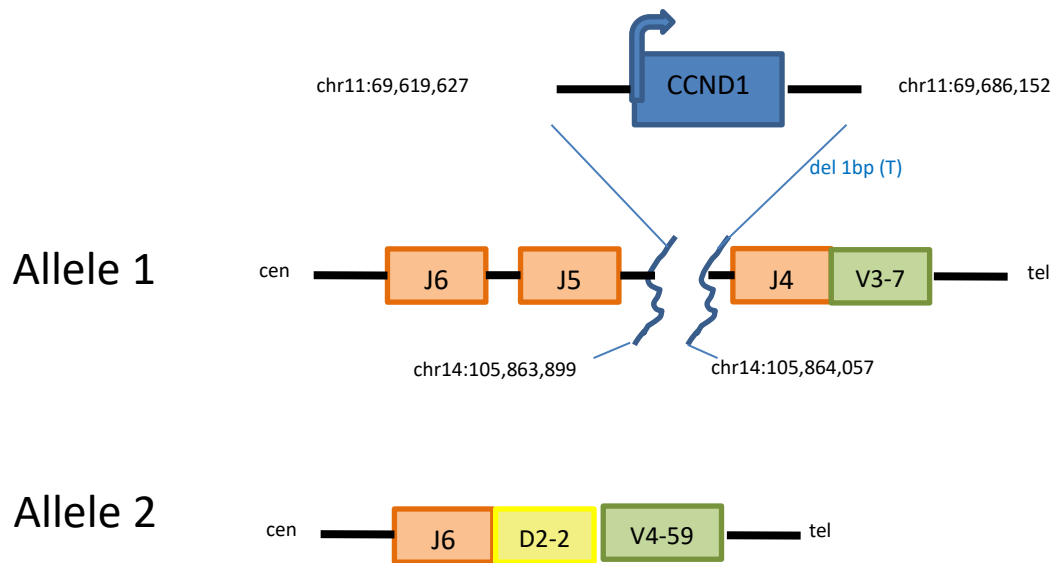 CCND1
chr11:69,619,627
chr11:69,686,152
del 1bp (T)
Allele 1
cen
J6
J5
J4
V3-7
tel
chr14:105,863,899
chr14:105,864,057
Allele 2
cen
J6
D2-2
V4-59
tel